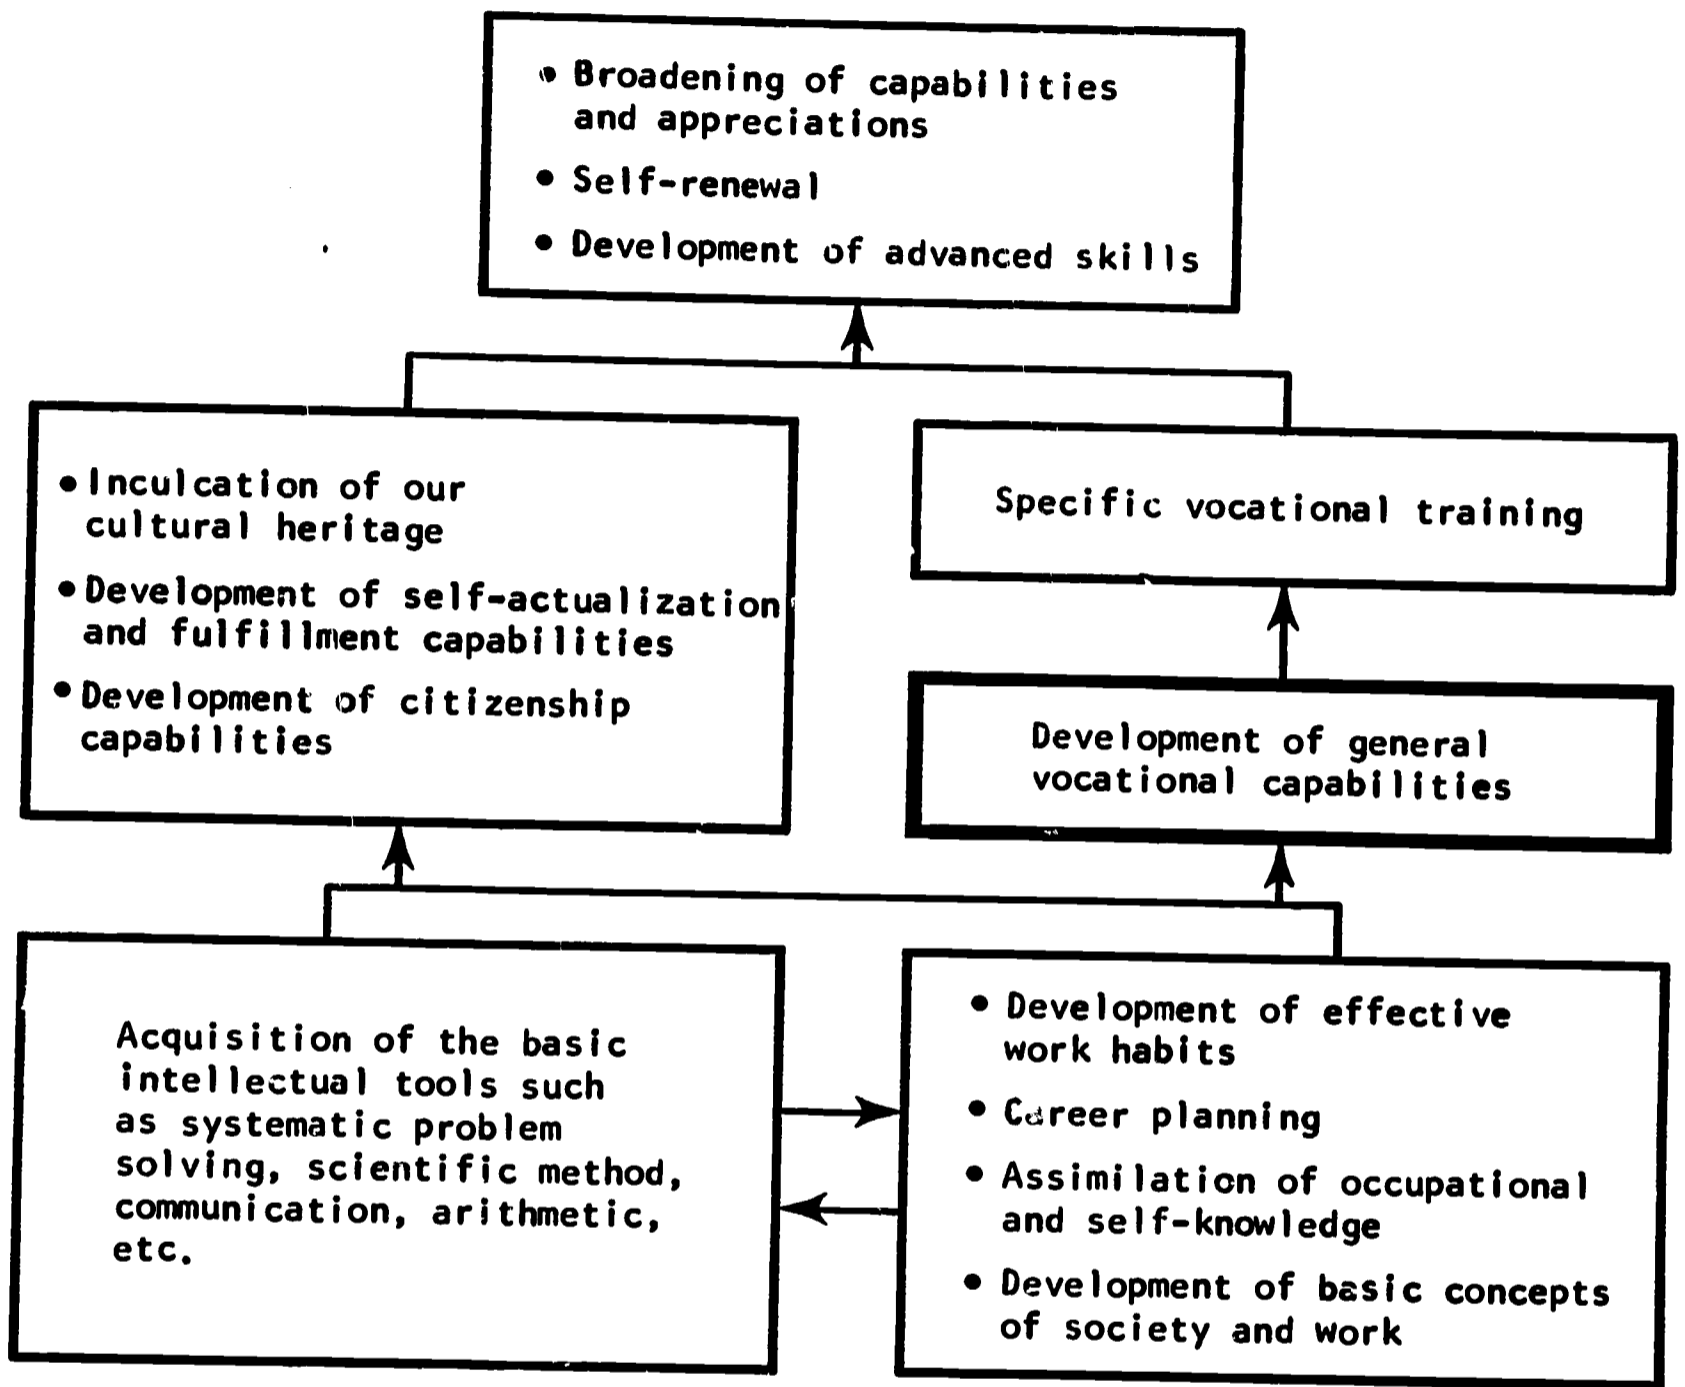 • Broadening of capabilities
and appreciations
• Self-renewal
• Development of advanced skills
• Inculcation of our
cultural heritage
• Development of self-actualization
and fulfillment capabilities
• Development of citizenship
capabilities
Specific vocational training
Development of general
vocational capabilities
Acquisition of the basic
intellectual tools such
as systematic problem
solving, scientific method,
communication, arithmetic,
etc.
• Development of effective
work habits
• Career planning
• Assimilation of occupational
and self-knowledge
• Development of basic concepts
of society and work